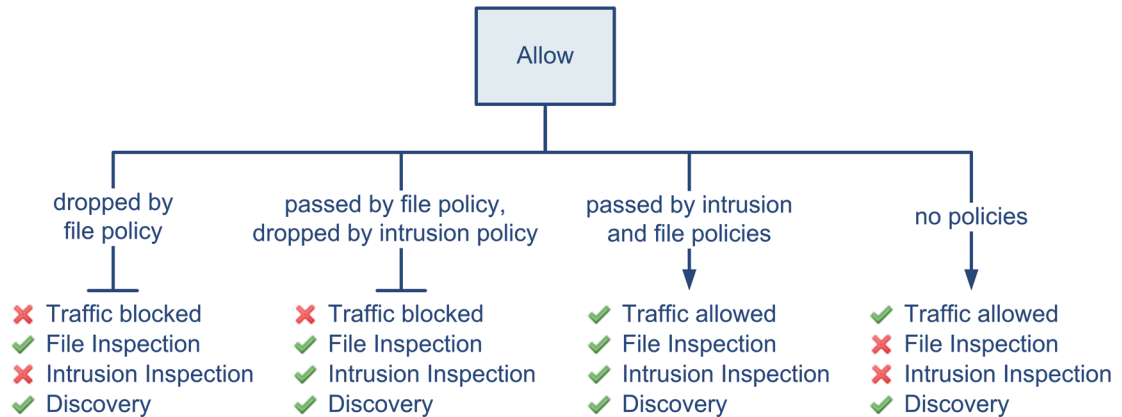 Allow
dropped by
file policy
passed by file policy,
dropped by intrusion policy
passed by intrusion
and file policies
no policies
Traffic blocked
File Inspection
Intrusion Inspection
Discovery
Traffic blocked
File Inspection
Intrusion Inspection
Discovery
Traffic allowed
File Inspection
Intrusion Inspection
Discovery
Traffic allowed
File Inspection
Intrusion Inspection
Discovery